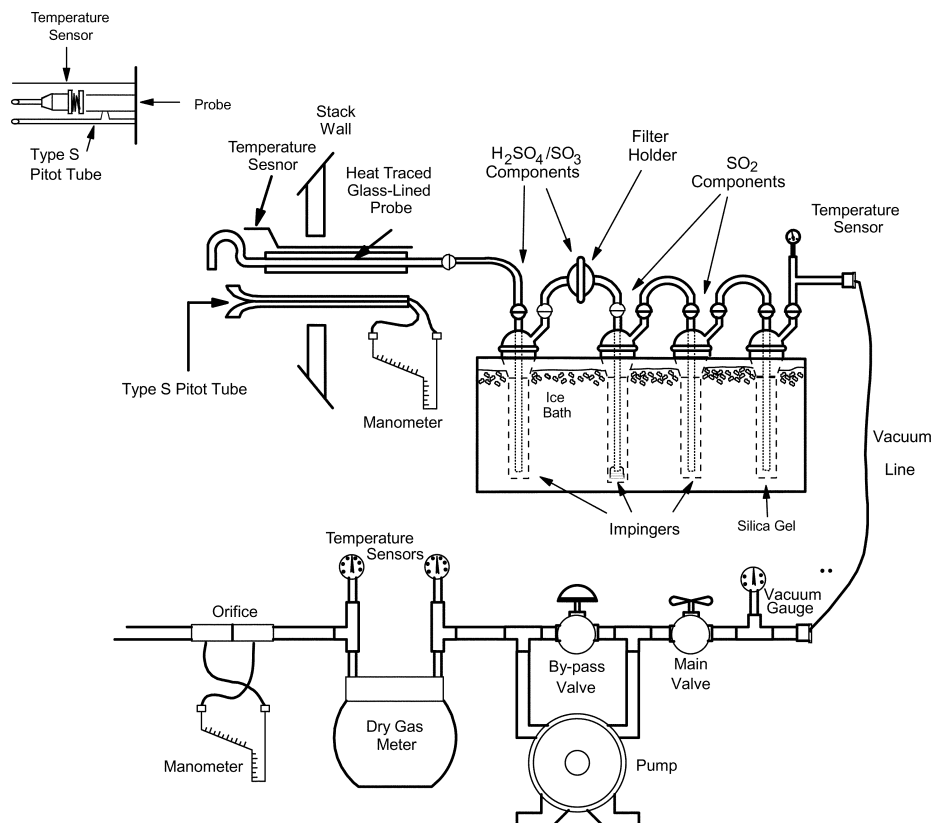 Temperature
Sensor
Probe
Type S
Pitot Tube
Stack
Wall
Temperature
Sesnor
Heat Traced
Glass-Lined
Probe
H₂SO₄/SO₃
Components
Filter
Holder
SO₂
Components
Temperature
Sensor
Type S Pitot Tube
Manometer
Ice
Bath
Vacuum
Line
Impingers
Silica Gel
Temperature
Sensors
Orifice
Vacuum
Gauge
By-pass
Valve
Main
Valve
Manometer
Dry Gas
Meter
Pump